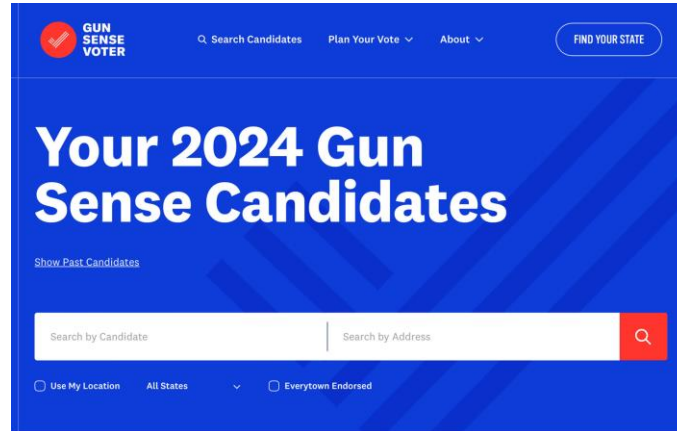 GUN
SENSE
VOTER
Search Candidates
Plan Your Vote
About
FIND YOUR STATE
Your 2024 Gun
Sense Candidates
Show Past Candidates
Search by Candidate
Search by Address
Use My Location
All States
Everytown Endorsed